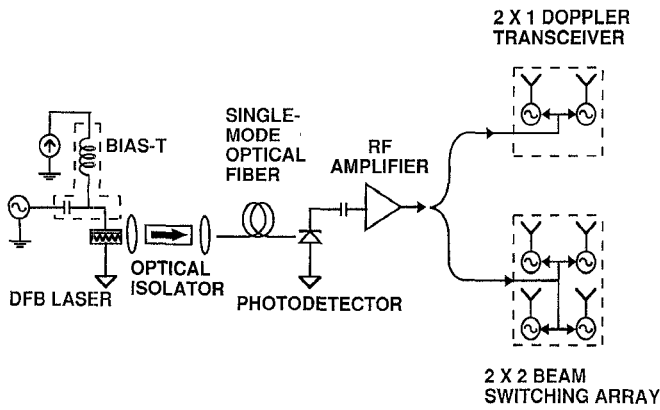 2 X 1 DOPPLER
TRANSCEIVER
SINGLE-
MODE
OPTICAL
FIBER
BIAS-T
RF
AMPLIFIER
OPTICAL
ISOLATOR
DFB LASER
PHOTODETECTOR
2 X 2 BEAM
SWITCHING ARRAY